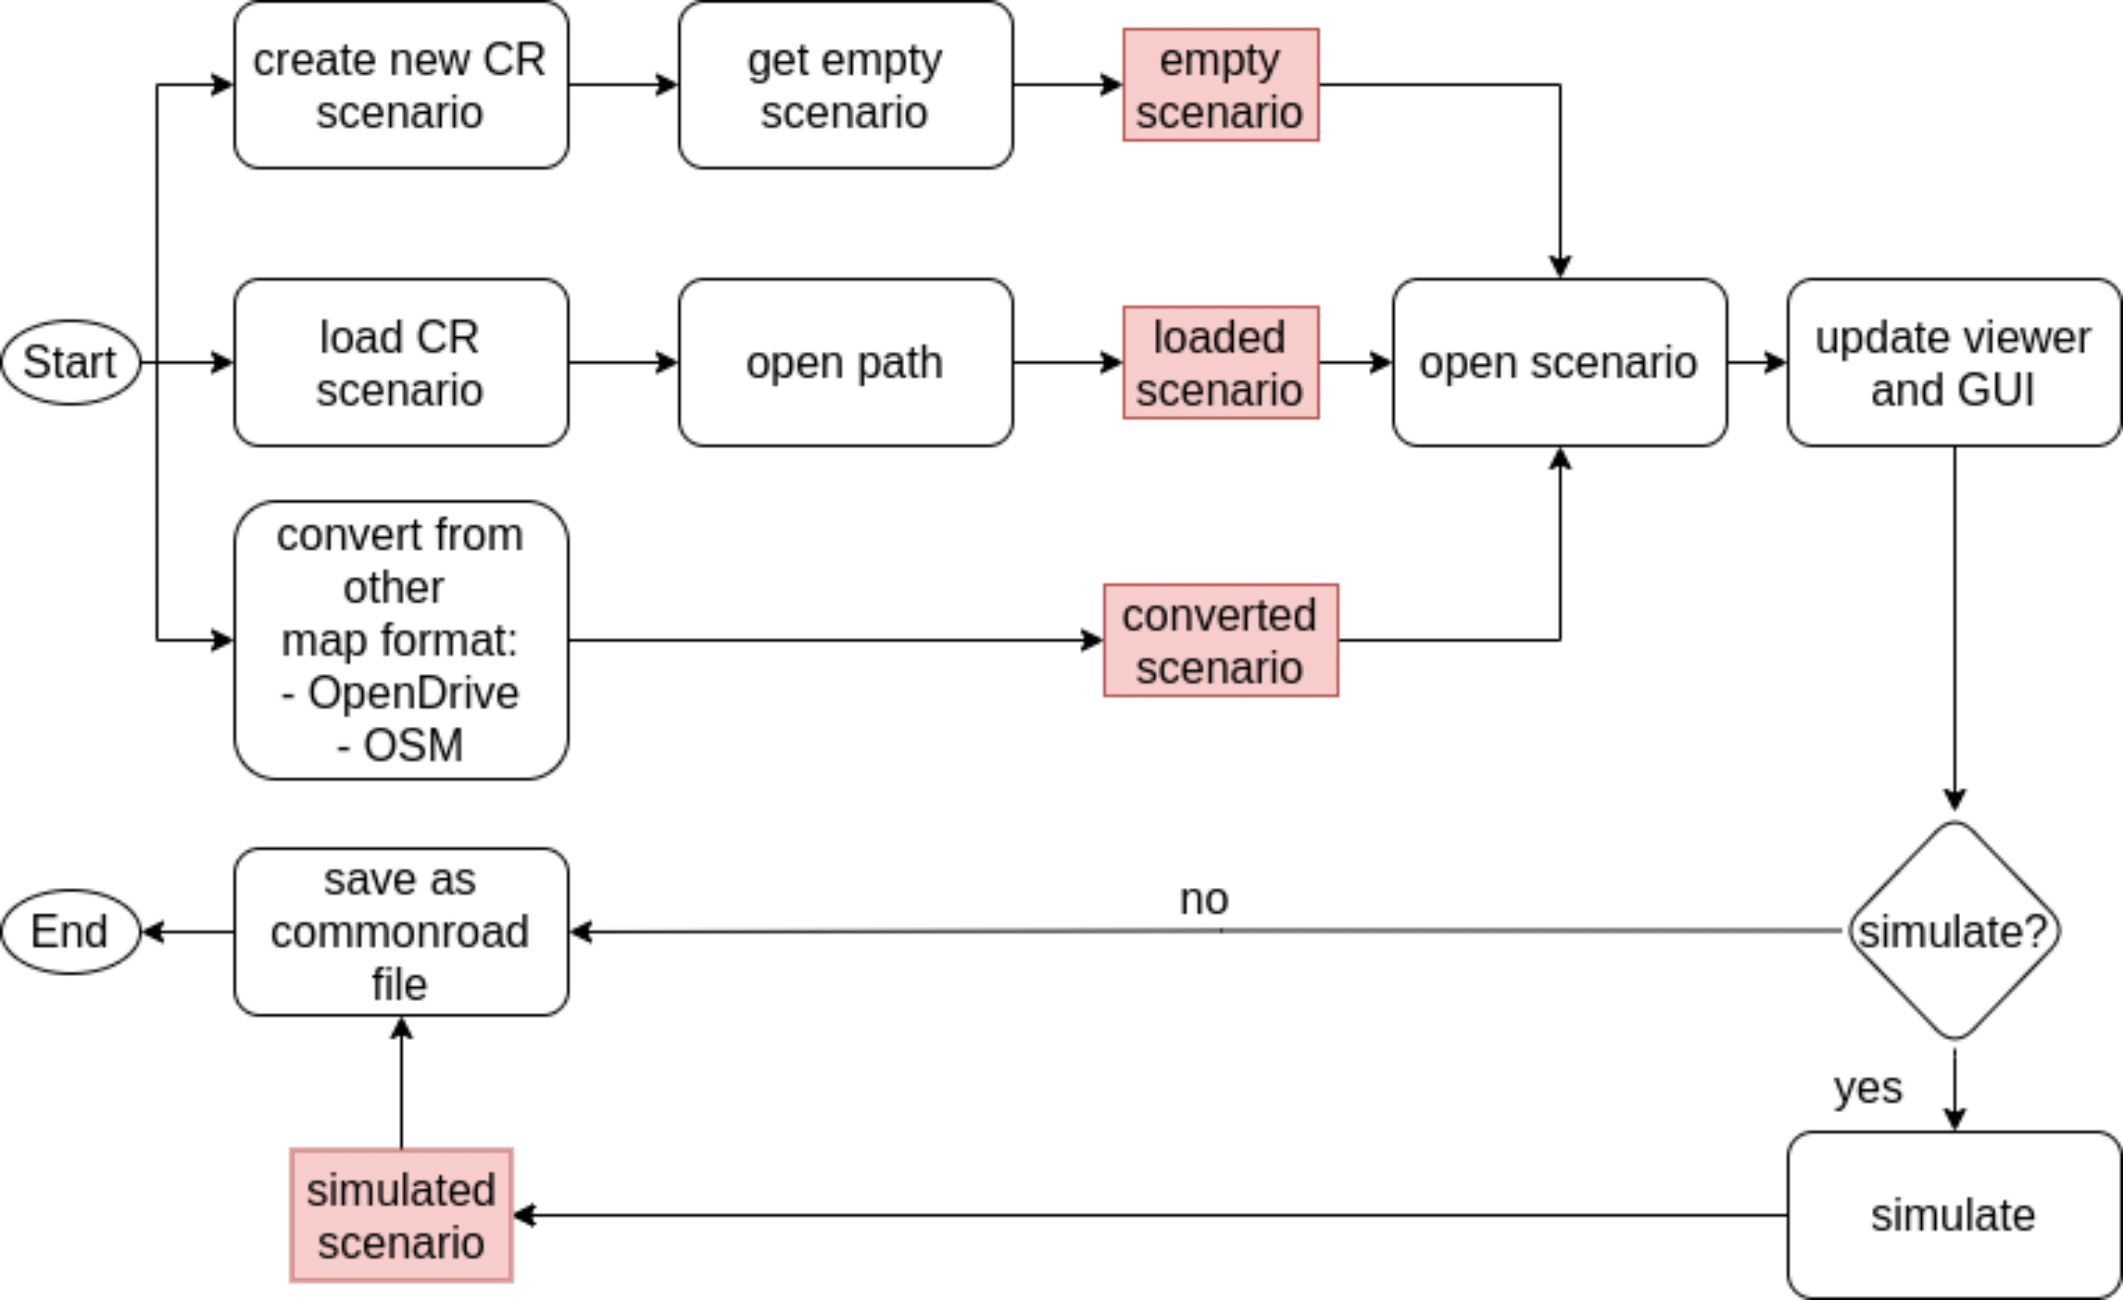 create new CR
scenario
get empty
scenario
empty
scenario
Start
load CR
scenario
open path
loaded
scenario
open scenario
update viewer
and GUI
convert from
other
map format:
- OpenDrive
- OSM
converted
scenario
End
save as
commonroad
file
no
simulate?
yes
simulated
scenario
simulate